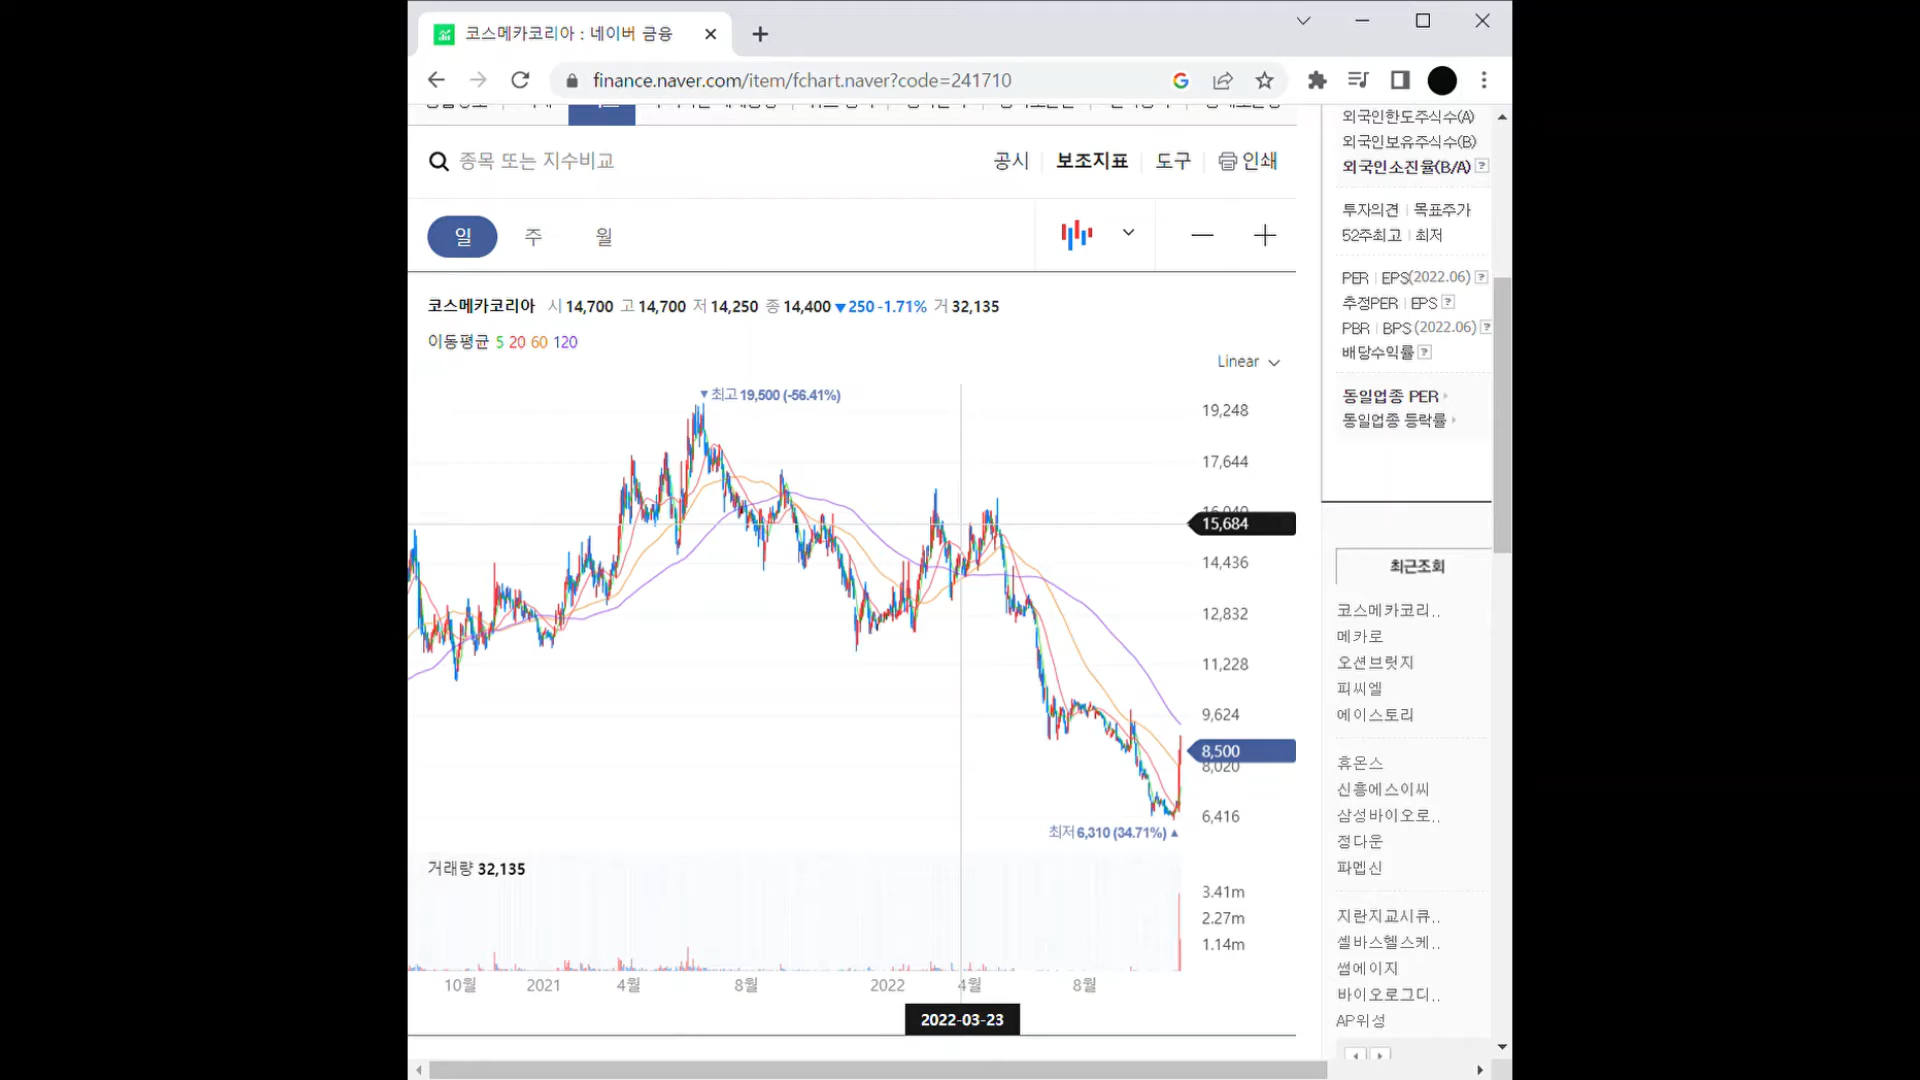 코스메카코리아 : 네이버 금융
finance.naver.com/item/fchart.naver?code=241710
종목 또는 지수비교
공시 보조지표 도구 인쇄
일 주 월
코스메카코리아 시 14,700 고 14,700 저 14,250 종 14,400 ▼250 -1.71% 거 32,135
이동평균 5 20 60 120
Linear
▼최고 19,500 (-56.41%)
19,248
17,644
15,684
14,436
12,832
11,228
9,624
8,500
8,020
6,416
최저 6,310 (34.71%) ▲
거래량 32,135
3.41m
2.27m
1.14m
10월 2021 4월 8월 2022 4월 8월
2022-03-23
외국인한도주식수(A)
외국인보유주식수(B)
외국인소진율(B/A) ?
투자의견 | 목표주가
52주최고 | 최저
PER | EPS(2022.06) ?
추정PER | EPS ?
PBR | BPS (2022.06) ?
배당수익률 ?
동일업종 PER
동일업종 등락률
최근조회
코스메카코리..
메카로
오션브릿지
피씨엘
에이스토리
휴온스
신흥에스이씨
삼성바이오로..
정다운
파멥신
지란지교시큐..
셀바스헬스케..
썸에이지
바이오로그디..
AP위성